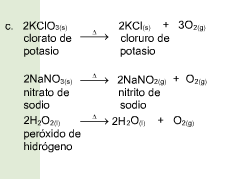 c. 2KClO₃₍ₛ₎ —Δ→ 2KCl₍ₛ₎ + 3O₂(g)
clorato de cloruro de
potasio potasio
2NaNO₃₍ₛ₎ —Δ→ 2NaNO₂(g) + O₂(g)
nitrato de nitrito de
sodio sodio
2H₂O₂(l) —Δ→ 2H₂O(l) + O₂(g)
peróxido de
hidrógeno